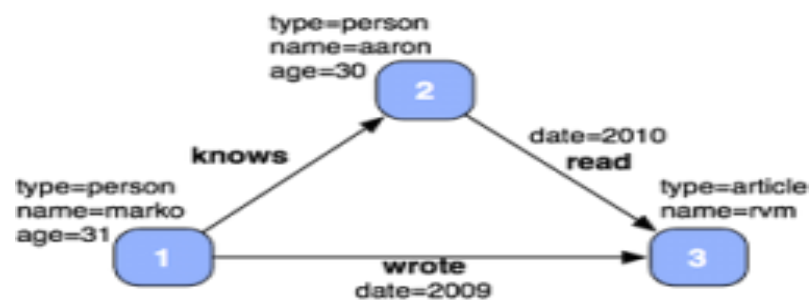 type=person
name=aaron
age=30
2
knows
date=2010
read
type=person
name=marko
age=31
1
type=article
name=rvm
3
wrote
date=2009